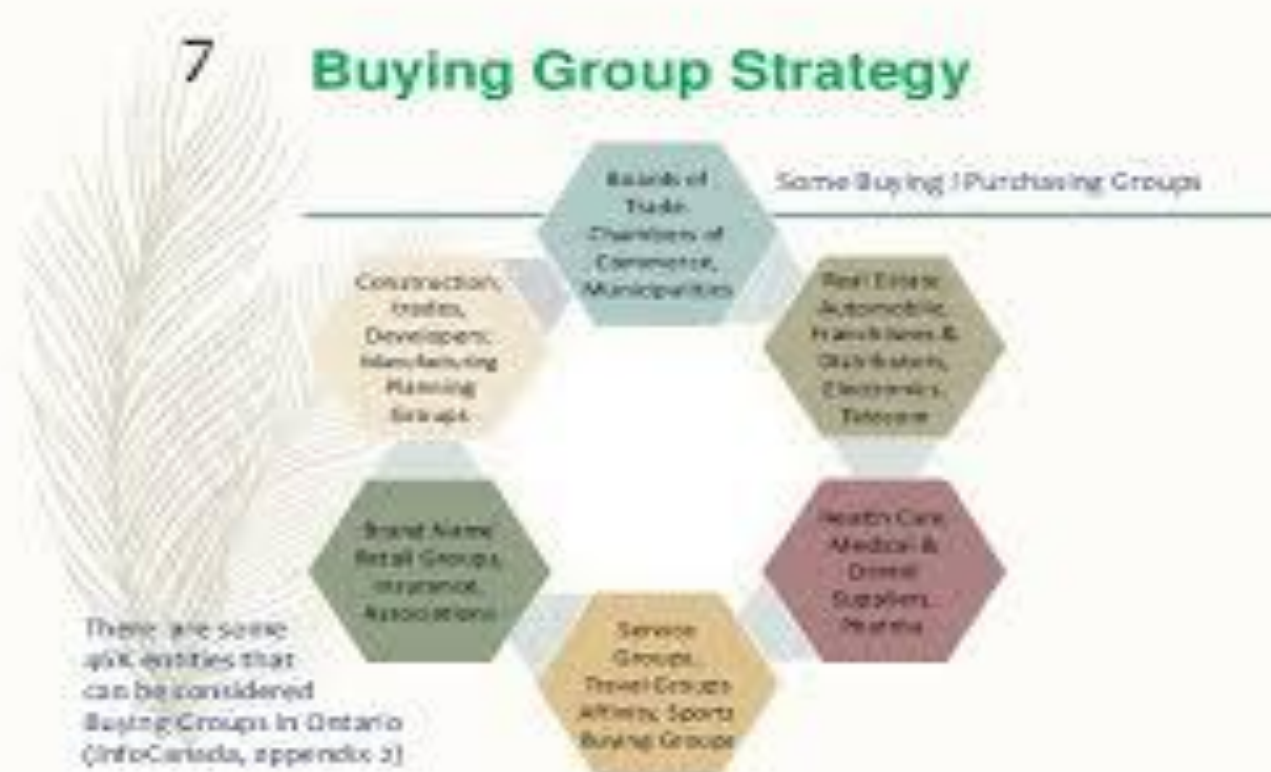 7
Buying Group Strategy
Some Buying / Purchasing Groups
Boards of
Trade,
Chambers of
Commerce,
Municipalities
Real Estate,
Automobile,
Franchises &
Distributors,
Electronics,
Telecom
Health Care,
Medical &
Dental
Suppliers,
Pharma
Service
Groups,
Travel Groups
Affinity, Sports
Buying Groups
Brand Name
Retail Groups,
Insurance,
Associations
Construction,
trades,
Developers;
Manufacturing
Planning
Groups
There are some
entities that
can be considered
Buying Groups in Ontario
(InfoCanada, appendix 2)